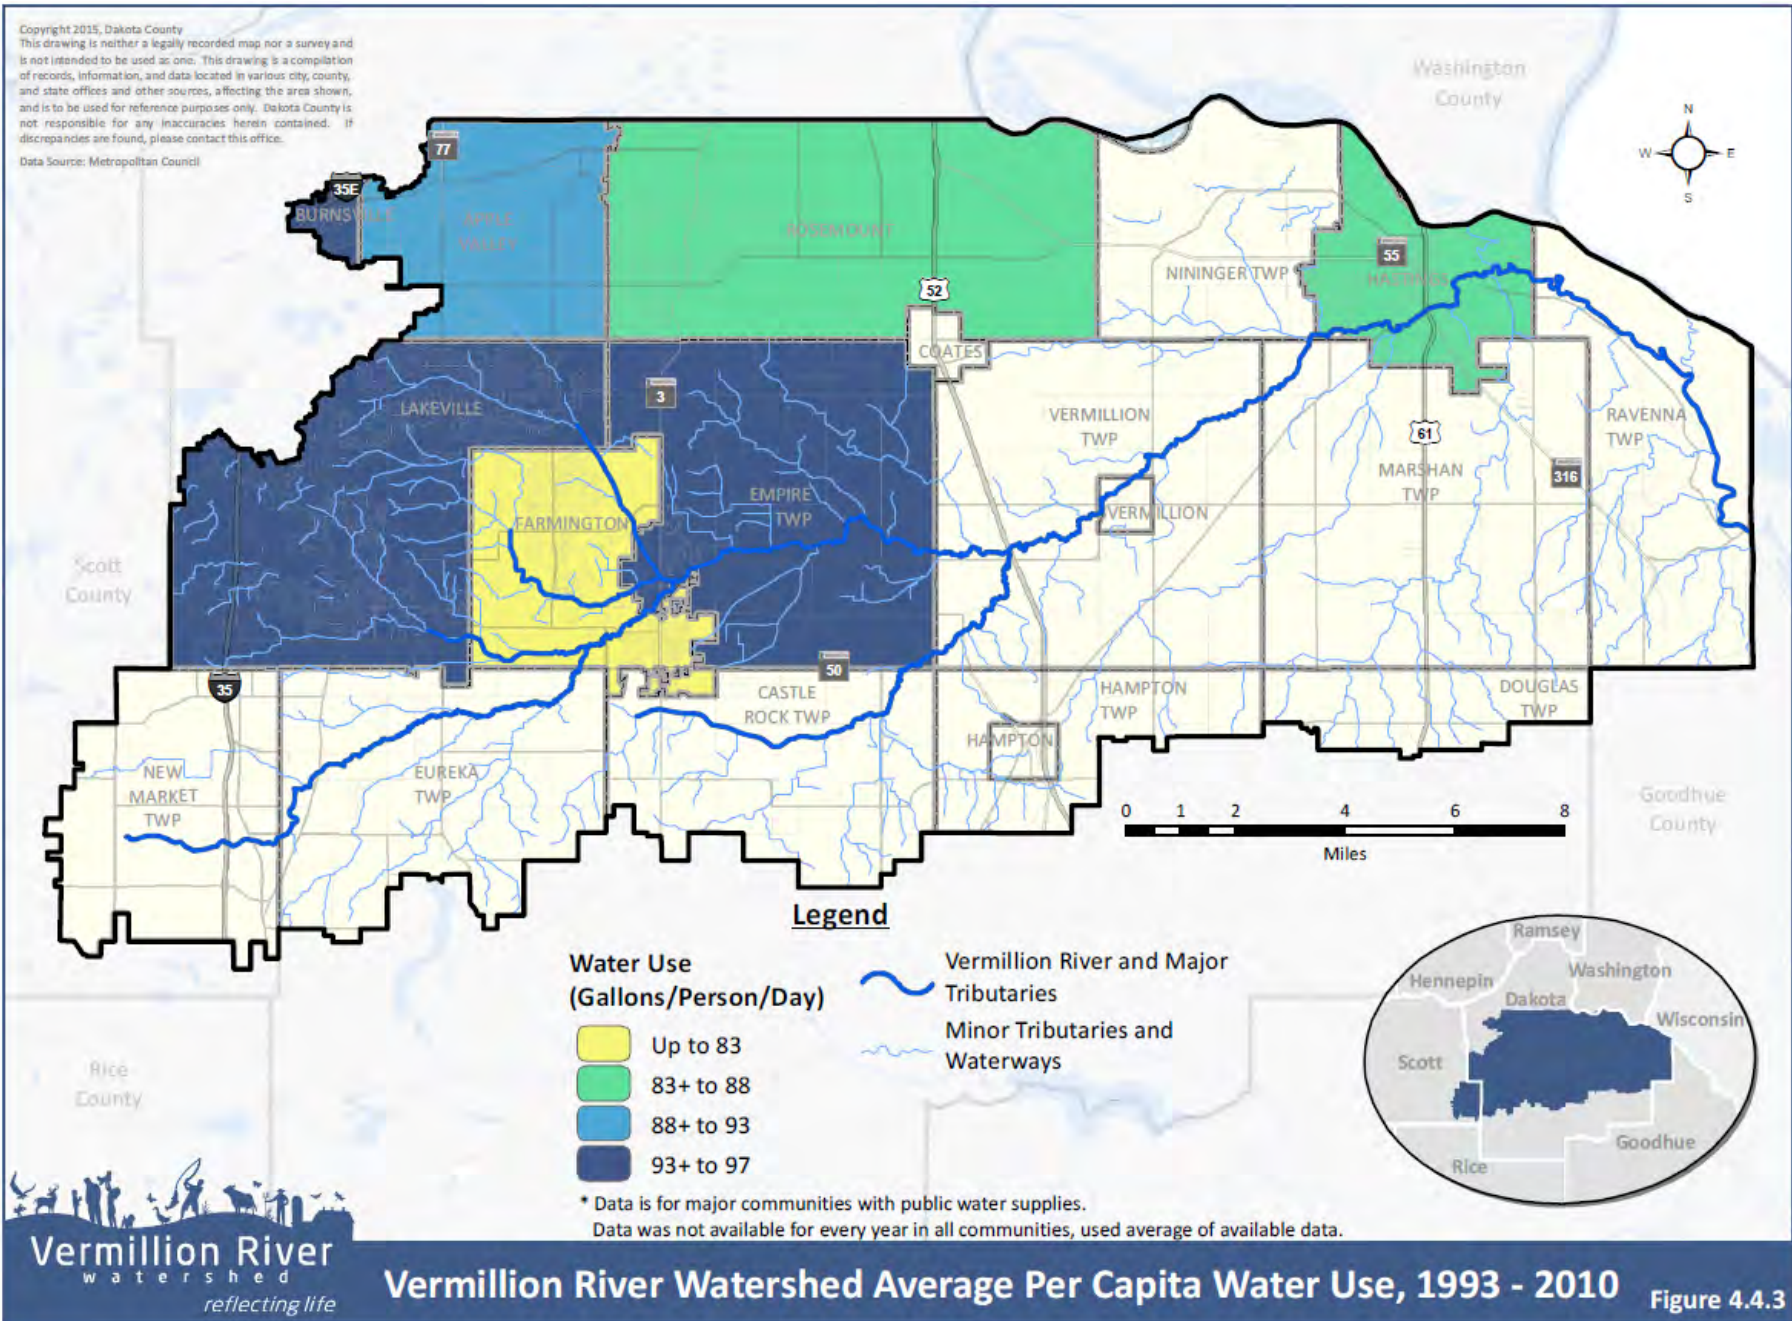 Copyright 2015, Dakota County
This drawing is neither a legally recorded map nor a survey and
is not intended to be used as one. This drawing is a compilation
of records, information, and data located in various city, county,
and state offices and other sources, affecting the area shown,
and is to be used for reference purposes only. Dakota County is
not responsible for any inaccuracies herein contained. If
discrepancies are found, please contact this office.
Data Source: Metropolitan Council
Washington
County
N
W E
S
77
35E
BURNSVILLE
APPLE
VALLEY
ROSEMOUNT
55
NININGER TWP
HASTINGS
52
COATES
3
LAKEVILLE
VERMILLION
TWP
RAVENNA
TWP
61
MARSHAN
TWP
316
EMPIRE
TWP
FARMINGTON
VERMILLION
Scott
County
50
35
CASTLE
ROCK TWP
HAMPTON
TWP
DOUGLAS
TWP
HAMPTON
NEW
MARKET
TWP
EUREKA
TWP
Goodhue
County
0 1 2 4 6 8
Miles
Legend
Water Use
(Gallons/Person/Day)
Up to 83
83+ to 88
88+ to 93
93+ to 97
Vermillion River and Major
Tributaries
Minor Tributaries and
Waterways
* Data is for major communities with public water supplies.
Data was not available for every year in all communities, used average of available data.
Rice
County
Ramsey
Hennepin
Washington
Dakota
Wisconsin
Scott
Goodhue
Rice
Vermillion River
watershed
reflecting life
Vermillion River Watershed Average Per Capita Water Use, 1993 - 2010
Figure 4.4.3